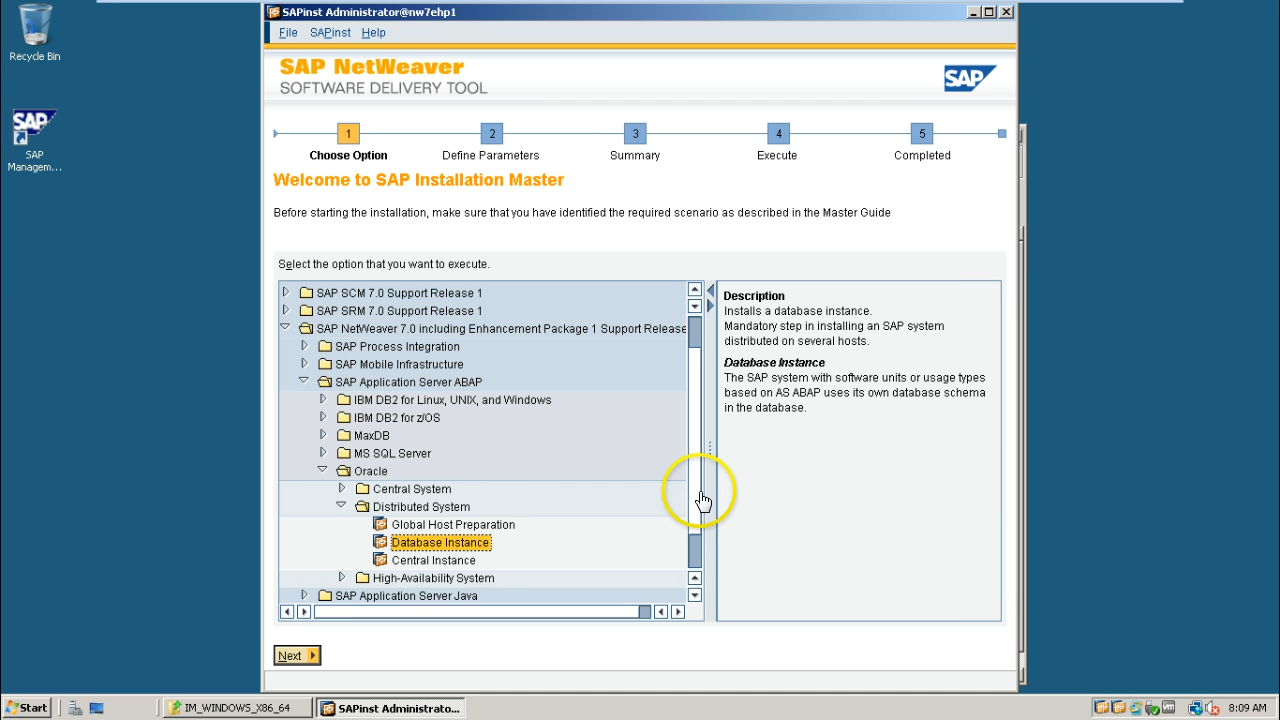 SAPinst Administrator@nw7ehp1
File SAPinst Help
SAP NetWeaver
SOFTWARE DELIVERY TOOL
SAP
Recycle Bin
SAP
SAP
Managem...
1 2 3 4 5
Choose Option Define Parameters Summary Execute Completed
Welcome to SAP Installation Master
Before starting the installation, make sure that you have identified the required scenario as described in the Master Guide
Select the option that you want to execute.
SAP SCM 7.0 Support Release 1
SAP SRM 7.0 Support Release 1
SAP NetWeaver 7.0 including Enhancement Package 1 Support Release
SAP Process Integration
SAP Mobile Infrastructure
SAP Application Server ABAP
IBM DB2 for Linux, UNIX, and Windows
IBM DB2 for z/OS
MaxDB
MS SQL Server
Oracle
Central System
Distributed System
Global Host Preparation
Database Instance
Central Instance
High-Availability System
SAP Application Server Java
Description
Installs a database instance.
Mandatory step in installing an SAP system
distributed on several hosts.
Database Instance
The SAP system with software units or usage types
based on AS ABAP uses its own database schema
in the database.
Next
Start IM_WINDOWS_X86_64 SAPinst Administrato... 8:09 AM